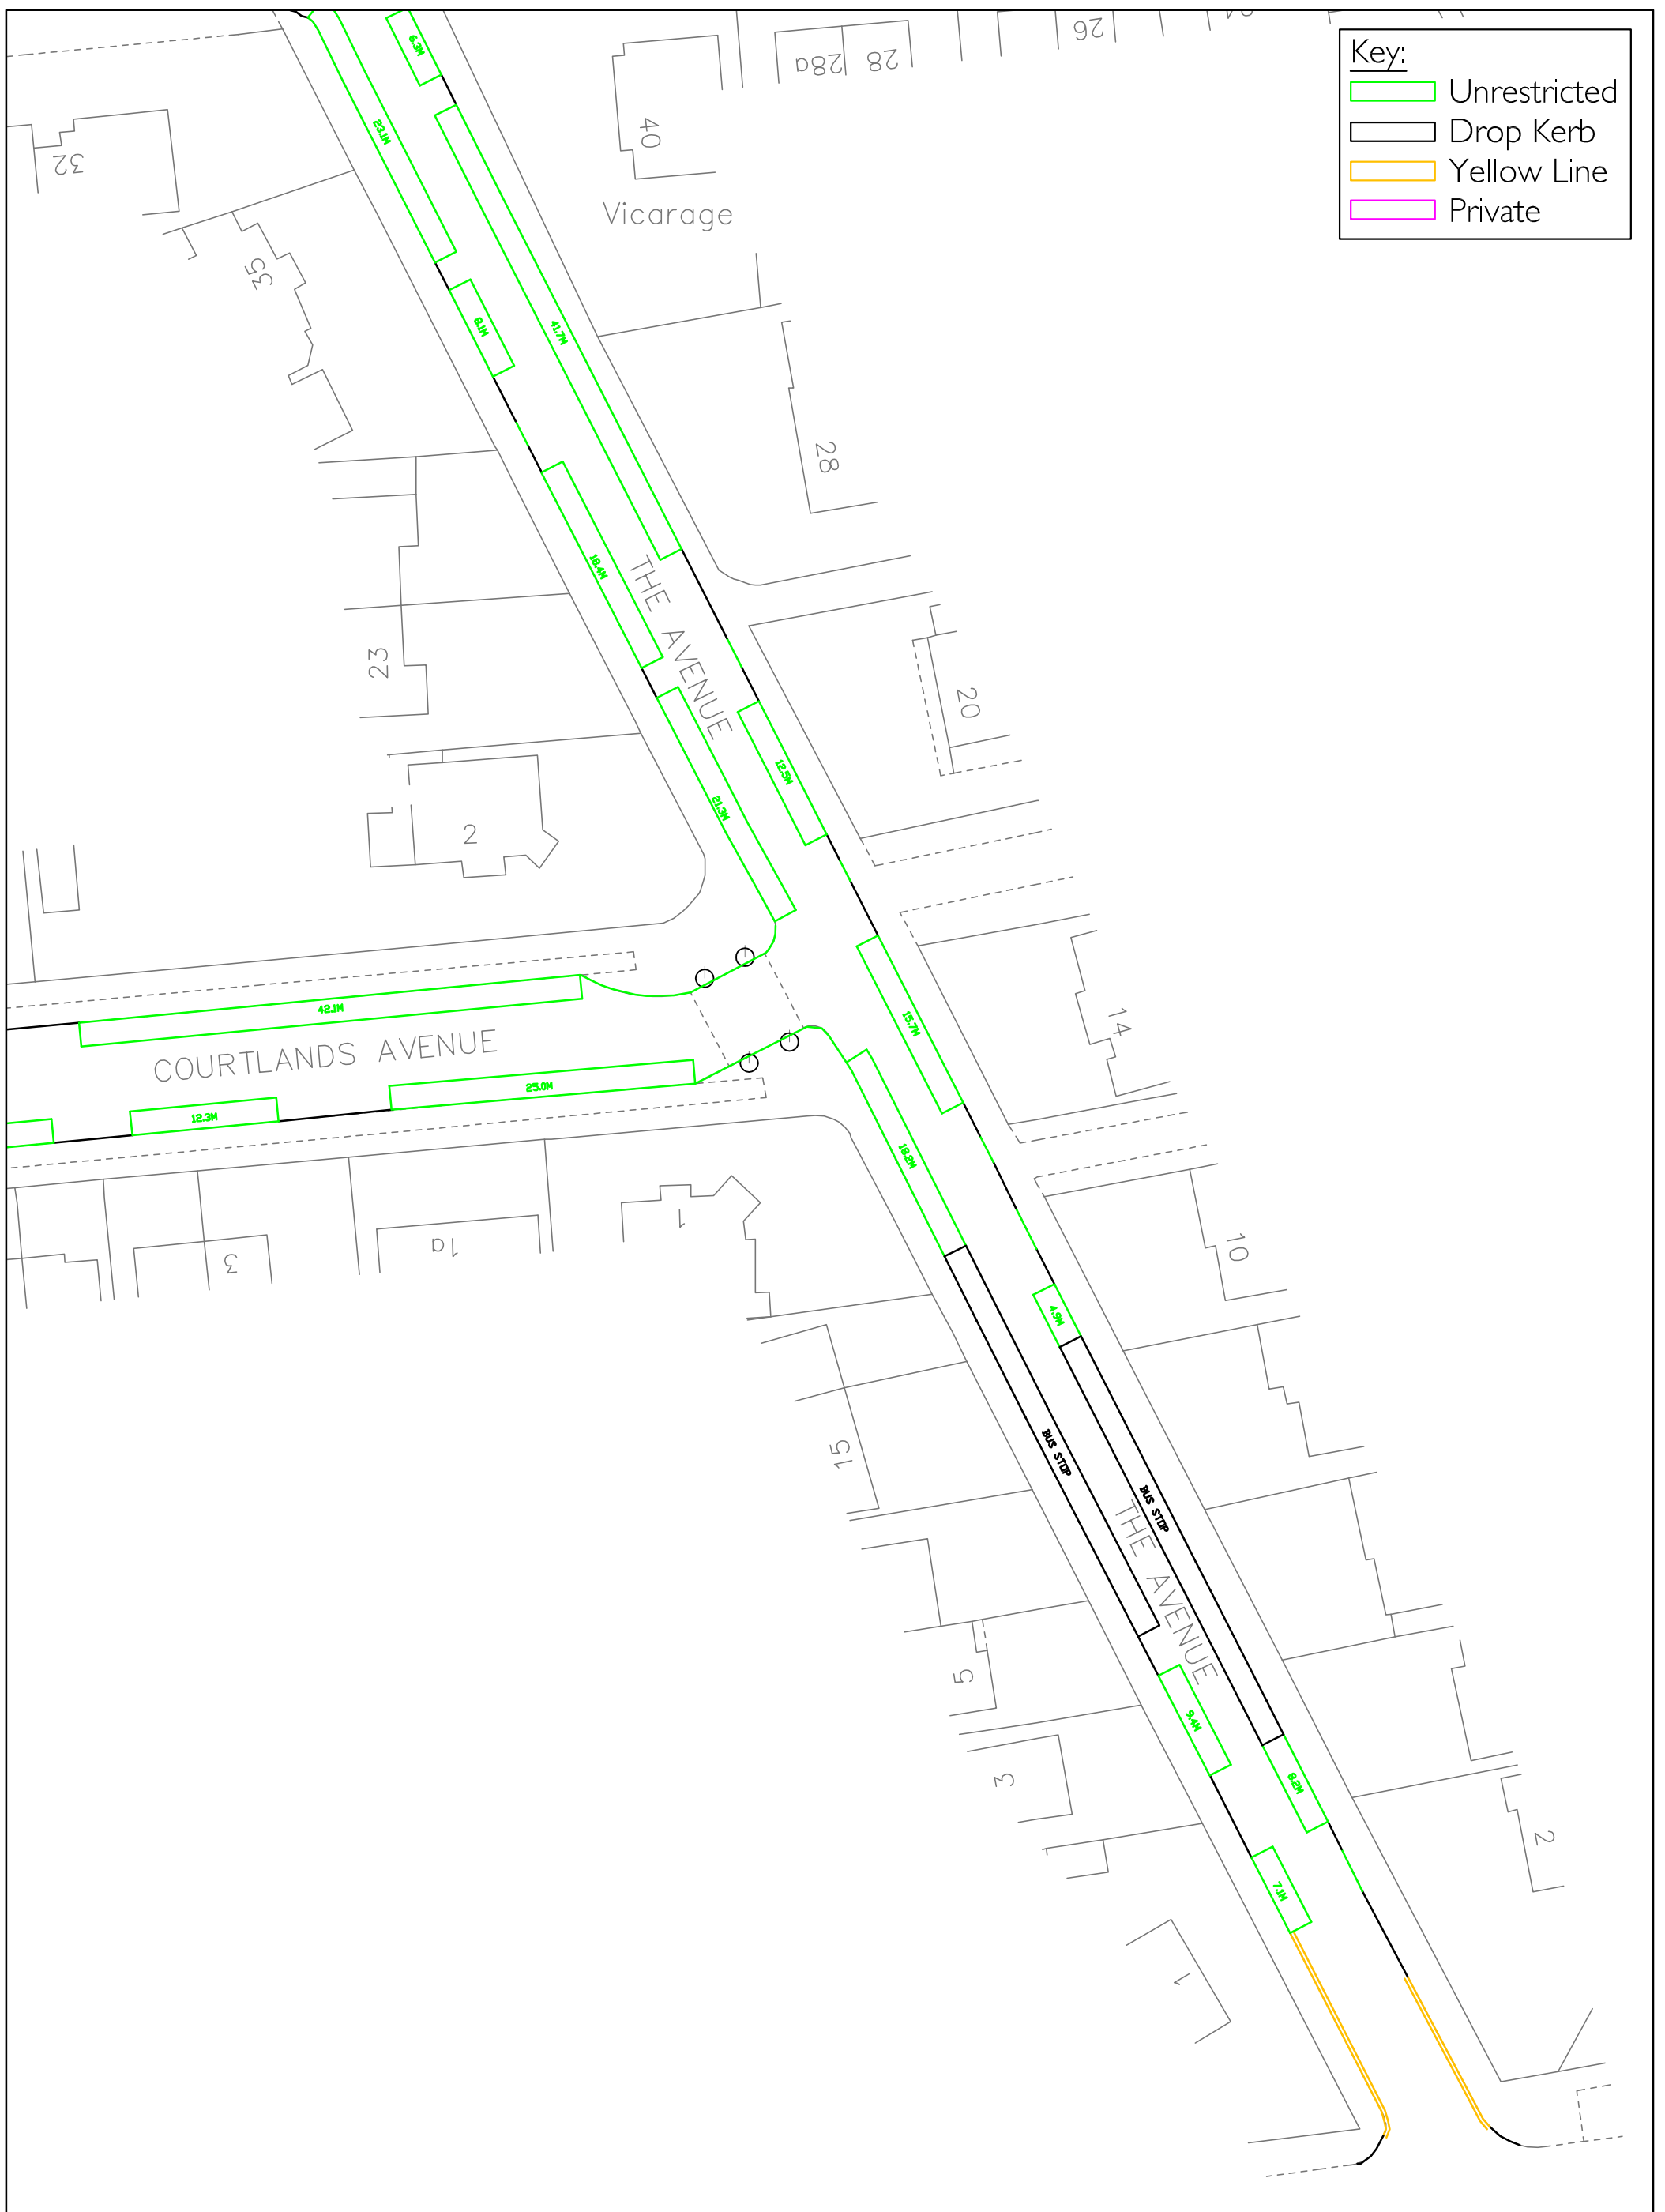 Key:
Unrestricted
Drop Kerb
Yellow Line
Private
6.3M
28a
28
26
40
Vicarage
32
23.1M
35
8.1M
41.7M
28
18.4M
THE AVENUE
23
20
21.3M
12.5M
2
42.1M
COURTLANDS AVENUE
25.0M
12.3M
15.7M
14
18.2M
3
1a
1
10
4.9M
15
BUS STOP
BUS STOP
THE AVENUE
5
9.4M
3
8.2M
2
7.1M
1